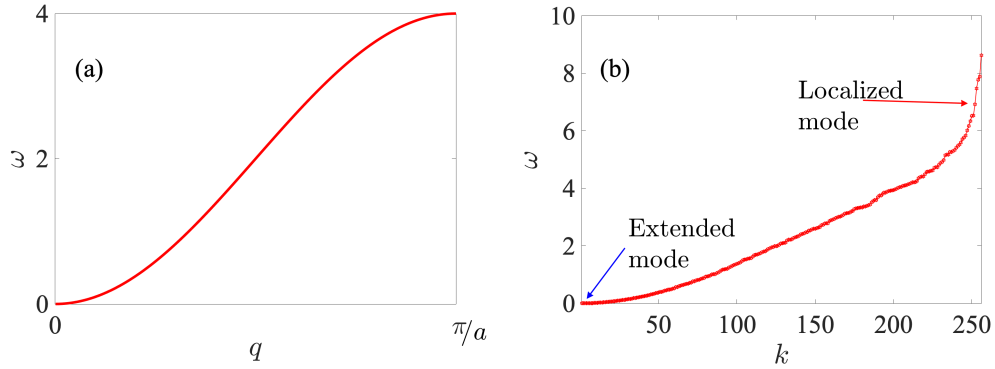 (a)
4
2
0
ω
0
π/a
q
(b)
10
8
6
4
2
0
ω
Localized
mode
Extended
mode
50
100
150
200
250
k